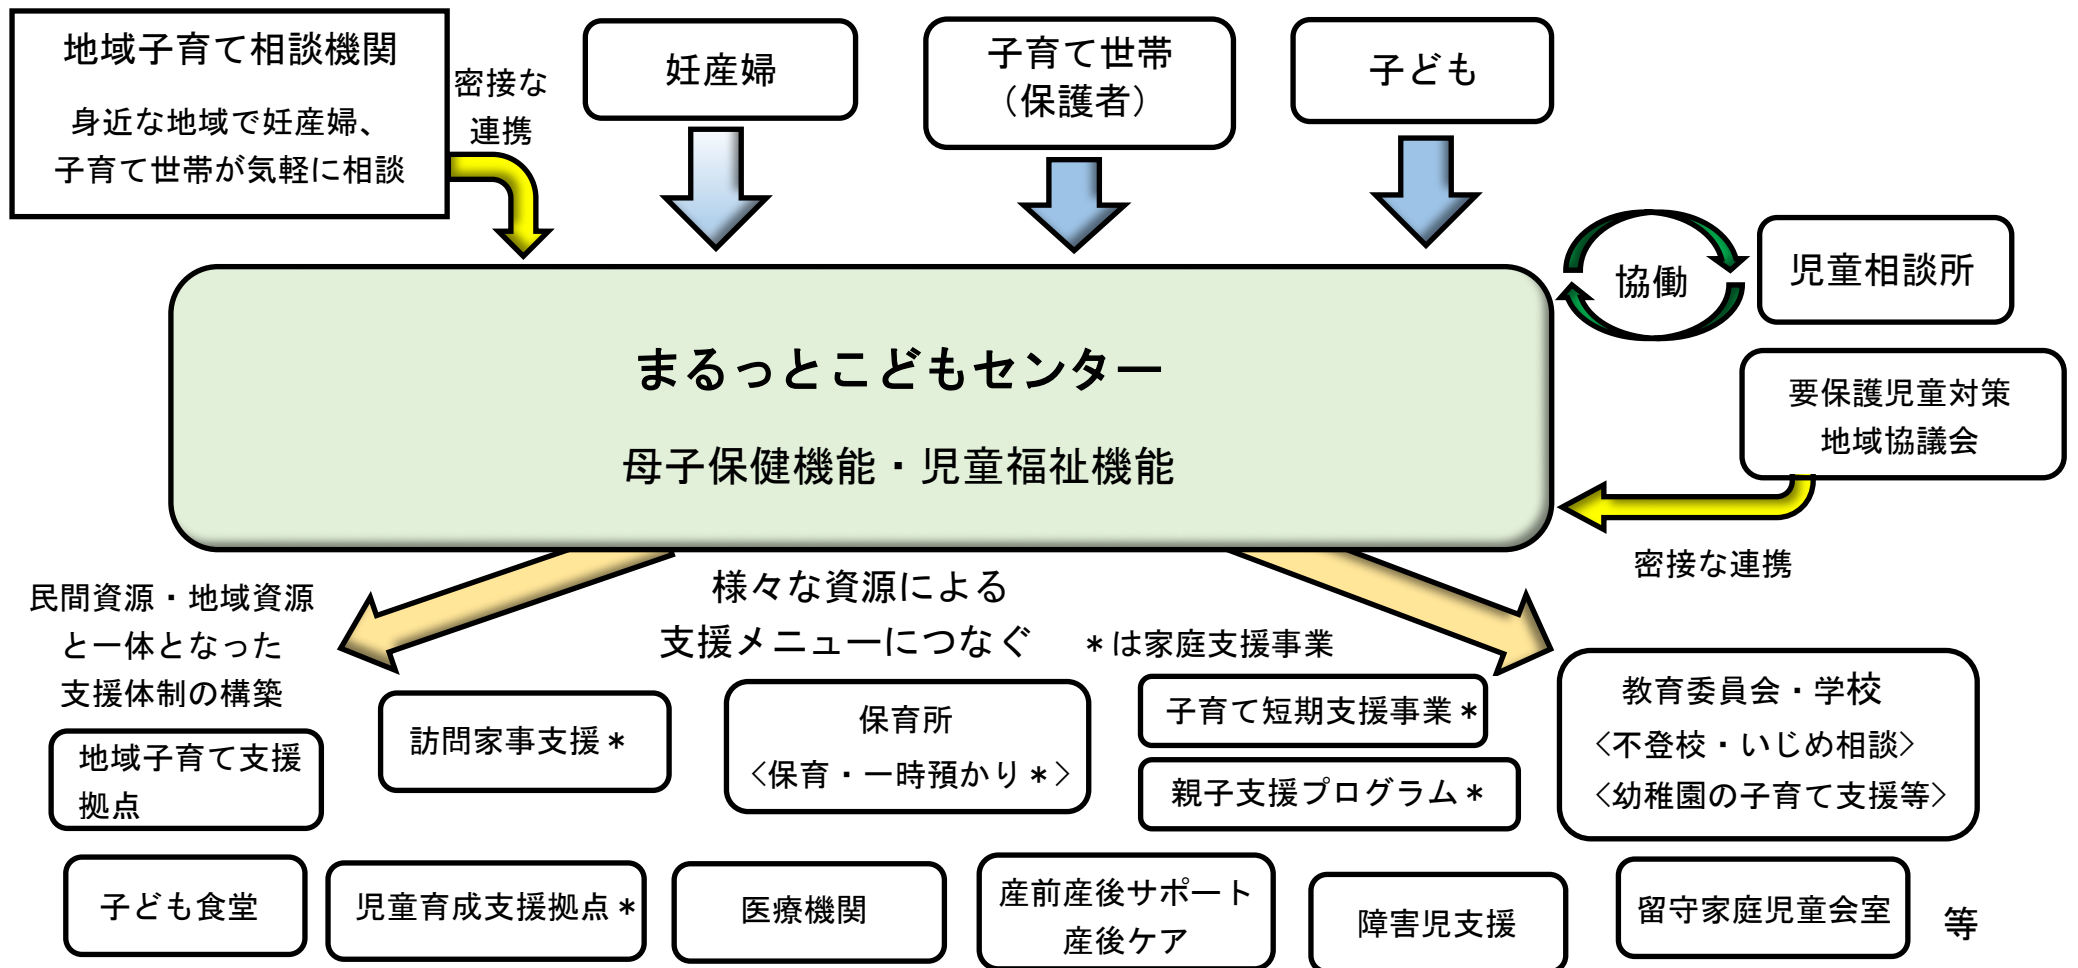 地域子育て相談機関
身近な地域で妊産婦、
子育て世帯が気軽に相談
密接な
連携
妊産婦
子育て世帯
（保護者）
子ども
協働
児童相談所
まるっとこどもセンター
母子保健機能・児童福祉機能
要保護児童対策
地域協議会
密接な連携
民間資源・地域資源
と一体となった
支援体制の構築
様々な資源による
支援メニューにつなぐ
＊は家庭支援事業
地域子育て支援
拠点
訪問家事支援＊
保育所
〈保育・一時預かり＊〉
子育て短期支援事業＊
親子支援プログラム＊
教育委員会・学校
〈不登校・いじめ相談〉
〈幼稚園の子育て支援等〉
子ども食堂
児童育成支援拠点＊
医療機関
産前産後サポート
産後ケア
障害児支援
留守家庭児童会室
等